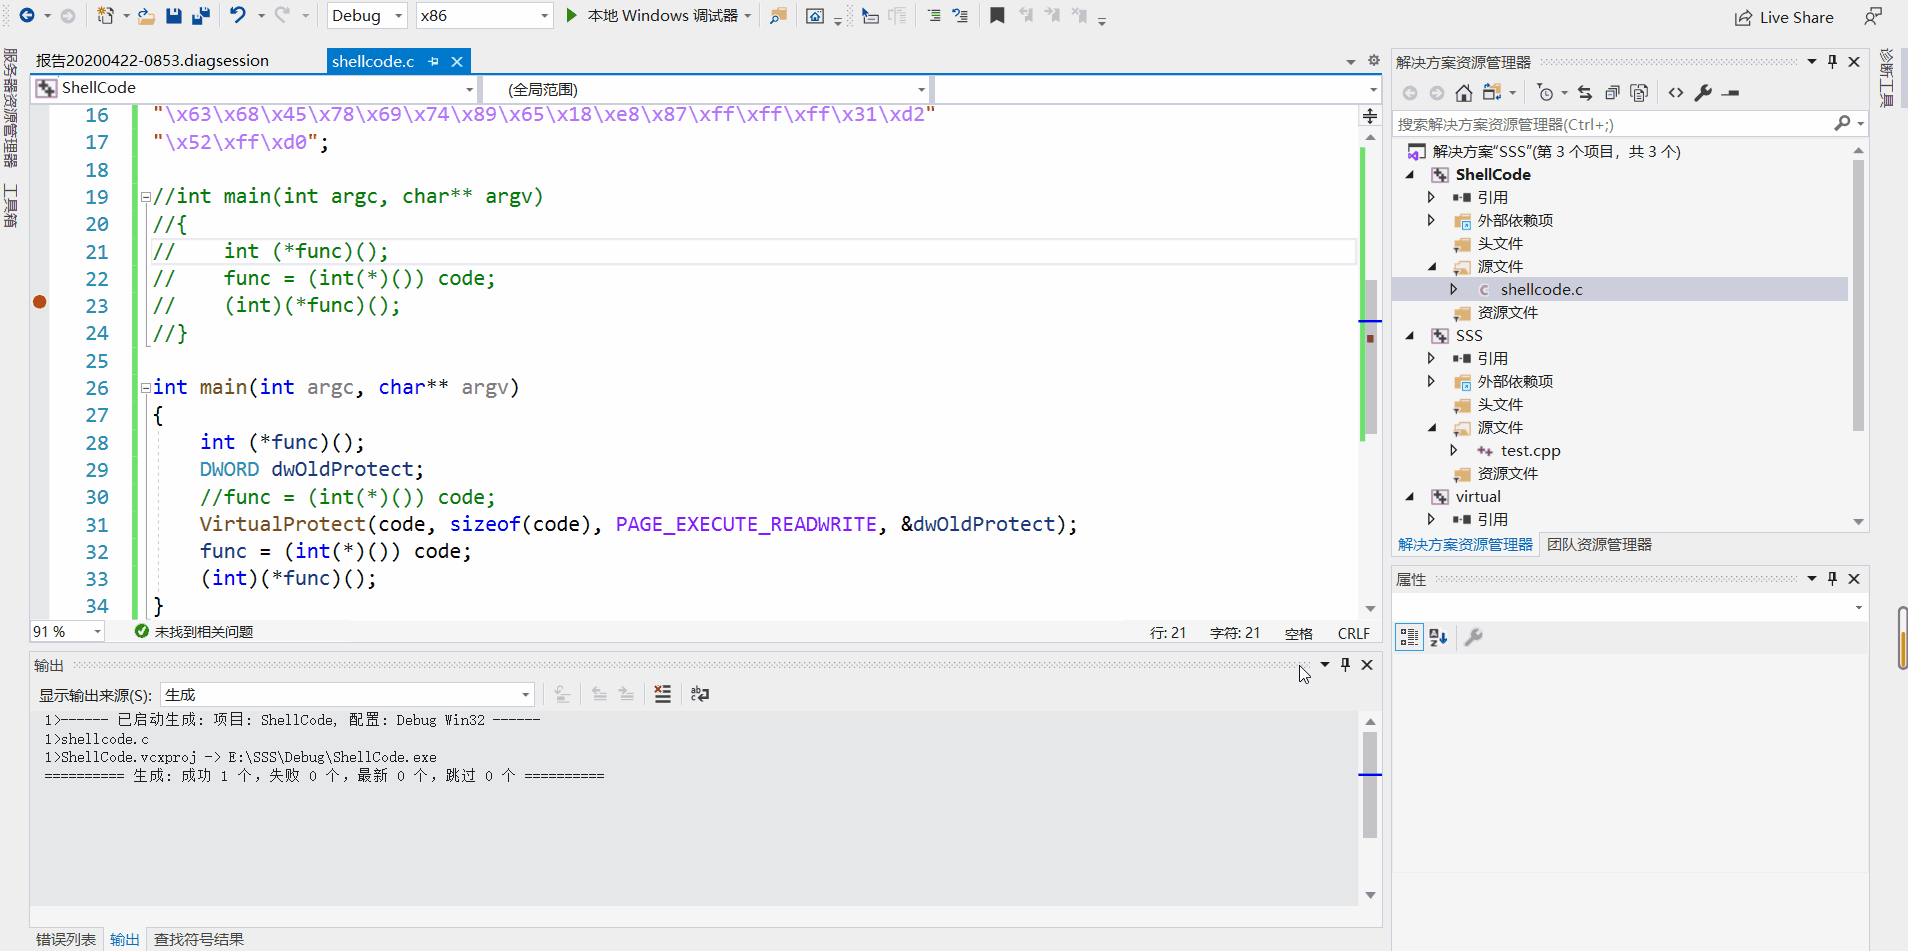 Debug
x86
本地 Windows 调试器
Live Share
服务器资源管理器
工具箱
报告20200422-0853.diagsession
shellcode.c
ShellCode
(全局范围)
16 "\x63\x68\x45\x78\x69\x74\x89\x65\x18\xe8\x87\xff\xff\xff\x31\xd2"
17 "\x52\xff\xd0";
18
19 //int main(int argc, char** argv)
20 //{
21 //    int (*func)();
22 //    func = (int(*)()) code;
23 //    (int)(*func)();
24 //}
25
26 int main(int argc, char** argv)
27 {
28     int (*func)();
29     DWORD dwOldProtect;
30     //func = (int(*)()) code;
31     VirtualProtect(code, sizeof(code), PAGE_EXECUTE_READWRITE, &dwOldProtect);
32     func = (int(*)()) code;
33     (int)(*func)();
34 }
91 %
未找到相关问题
行: 21
字符: 21
空格
CRLF
输出
显示输出来源(S):
生成
1>------ 已启动生成: 项目: ShellCode, 配置: Debug Win32 ------
1>shellcode.c
1>ShellCode.vcxproj -> E:\SSS\Debug\ShellCode.exe
========== 生成: 成功 1 个，失败 0 个，最新 0 个，跳过 0 个 ==========
错误列表
输出
查找符号结果
解决方案资源管理器
搜索解决方案资源管理器(Ctrl+;)
解决方案"SSS"(第 3 个项目，共 3 个)
ShellCode
引用
外部依赖项
头文件
源文件
shellcode.c
资源文件
SSS
引用
外部依赖项
头文件
源文件
test.cpp
资源文件
virtual
引用
解决方案资源管理器
团队资源管理器
属性
诊断工具